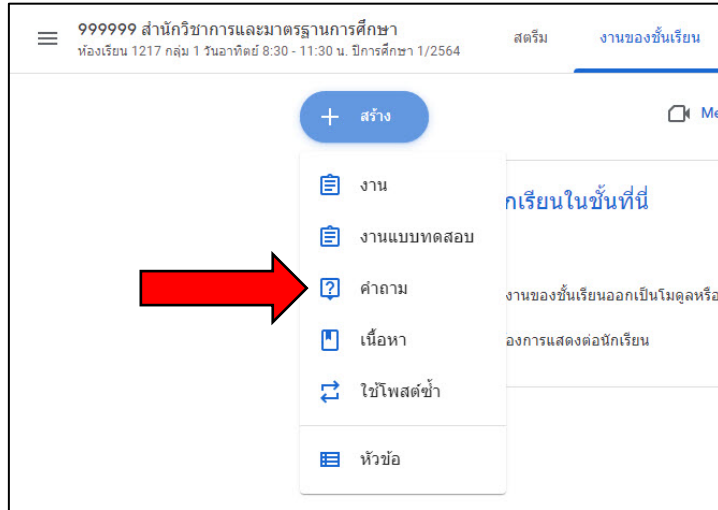 999999 สำนักวิชาการและมาตรฐานการศึกษา
ห้องเรียน 1217 กลุ่ม 1 วันอาทิตย์ 8:30 - 11:30 น. ปีการศึกษา 1/2564
สตรีม งานของชั้นเรียน
+ สร้าง
Me
งาน
กเรียนในชั้นที่นี่
งานแบบทดสอบ
คำถาม
งานของชั้นเรียนออกเป็นโมดูลหรือ
เนื้อหา
องการแสดงต่อนักเรียน
ใช้โพสต์ซ้ำ
หัวข้อ